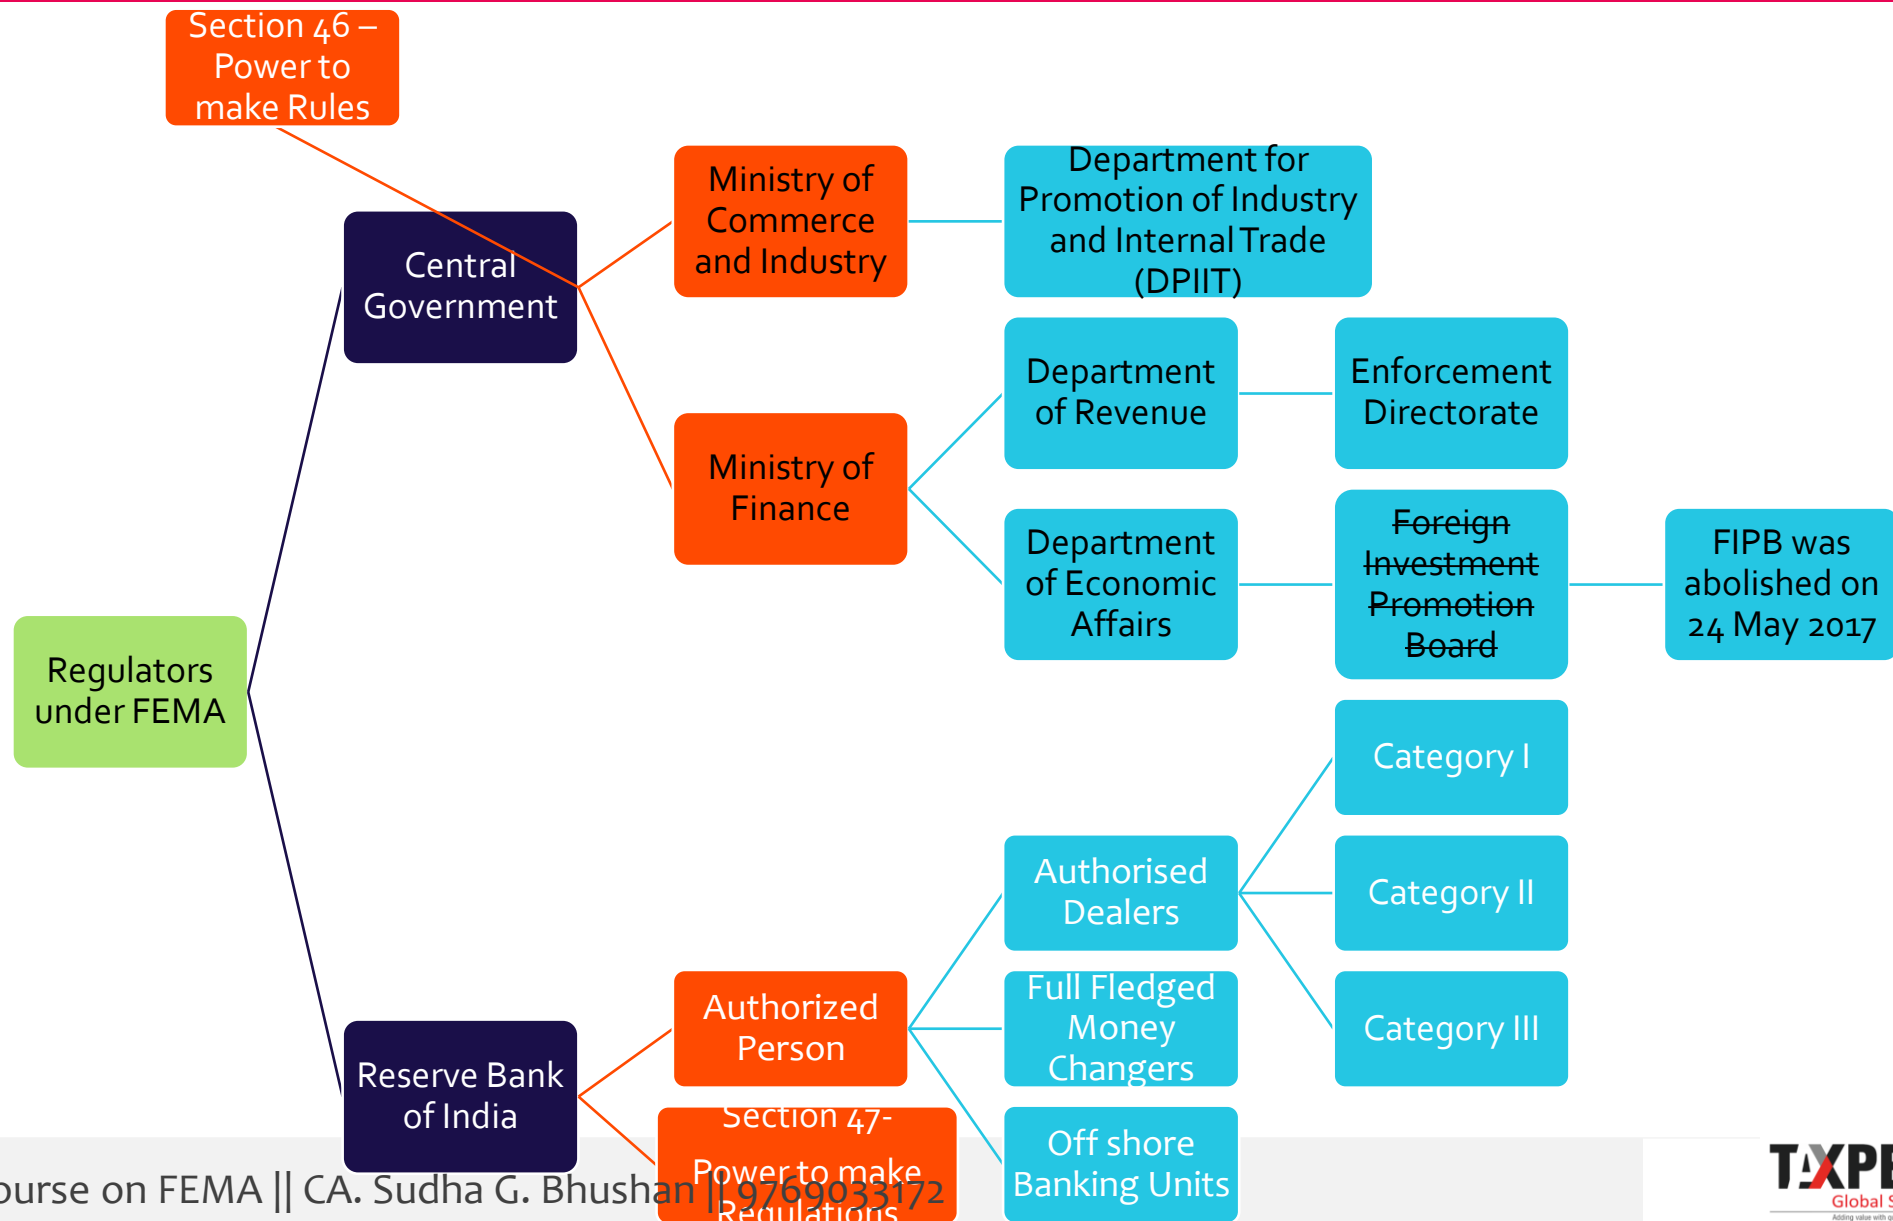 Section 46 –
Power to
make Rules
Ministry of
Commerce
and Industry
Department for
Promotion of Industry
and Internal Trade
(DPIIT)
Central
Government
Department
of Revenue
Enforcement
Directorate
Ministry of
Finance
Department
of Economic
Affairs
Foreign
Investment
Promotion
Board
FIPB was
abolished on
24 May 2017
Regulators
under FEMA
Category I
Authorised
Dealers
Category II
Authorized
Person
Full Fledged
Money
Changers
Category III
Reserve Bank
of India
Section 47-
Power to make
Regulations
Off shore
Banking Units
ourse on FEMA || CA. Sudha G. Bhushan || 9769033172
TAXPE
Global S
Adding value with